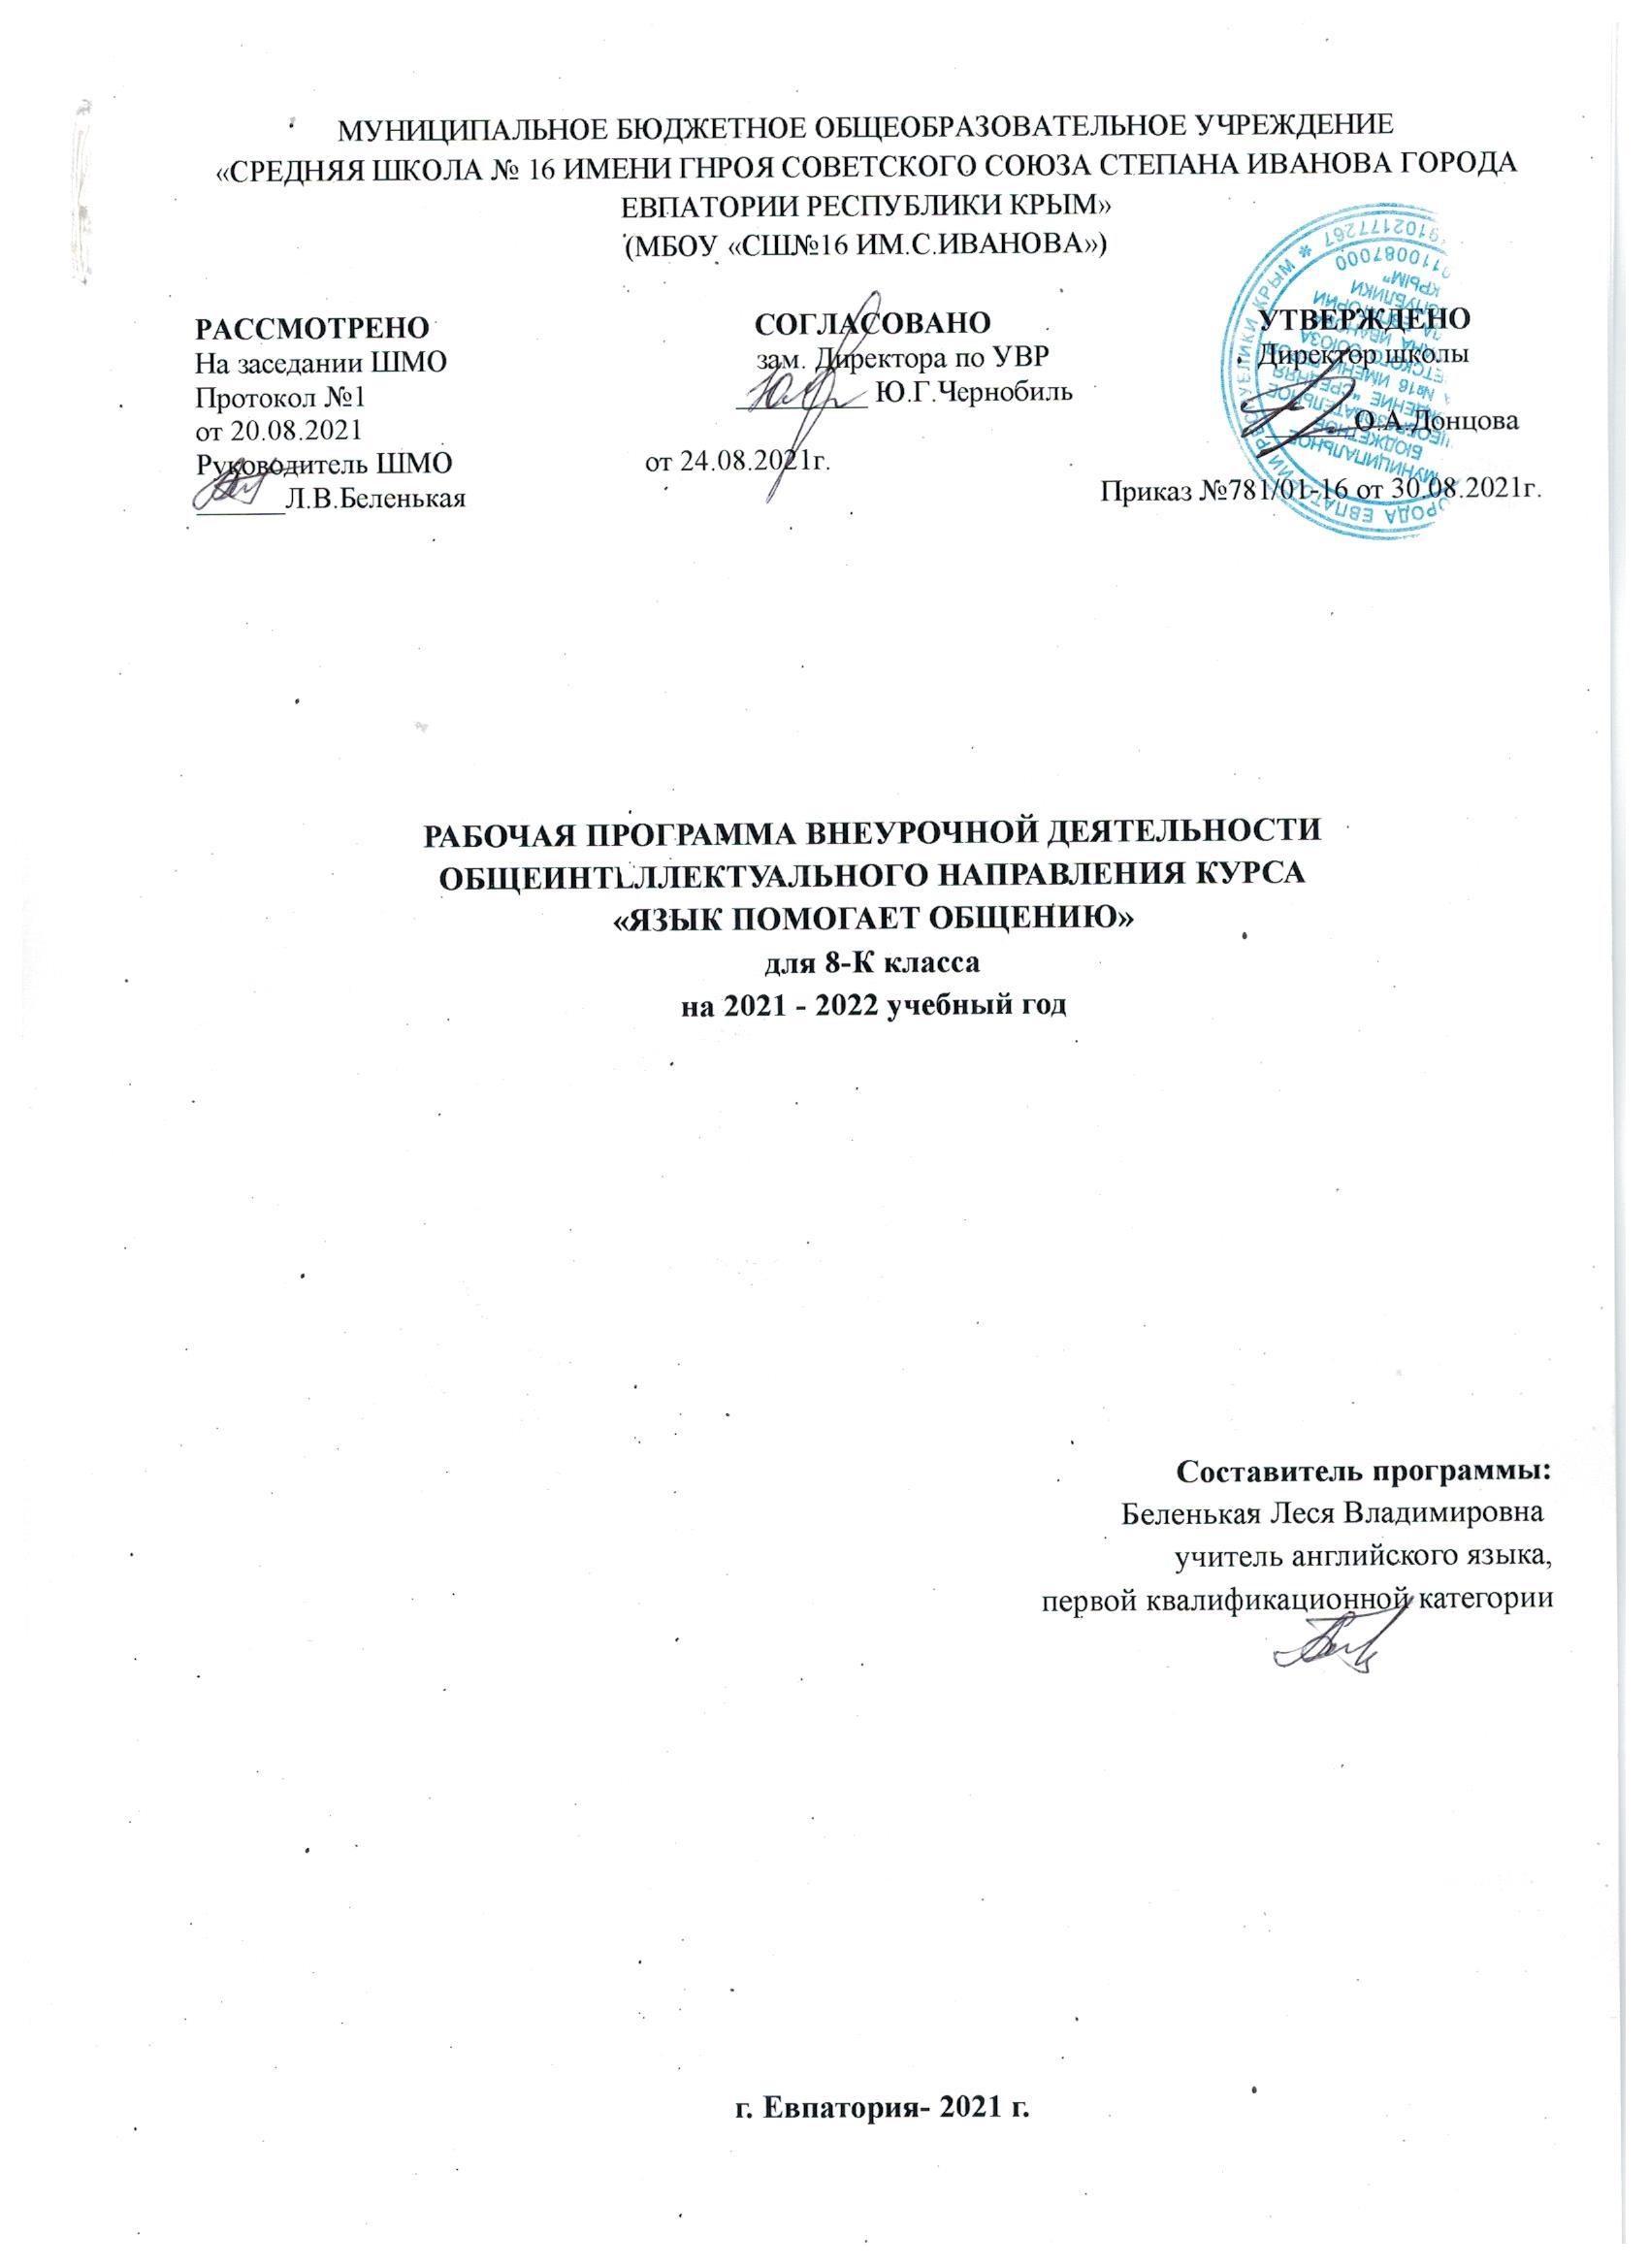 МУНИЦИПАЛЬНОЕ БЮДЖЕТНОЕ ОБЩЕОБРАЗОВАТЕЛЬНОЕ УЧРЕЖДЕНИЕ
«СРЕДНЯЯ ШКОЛА № 16 ИМЕНИ ГНРОЯ СОВЕТСКОГО СОЮЗА СТЕПАНА ИВАНОВА ГОРОДА
ЕВПАТОРИИ РЕСПУБЛИКИ КРЫМ»
(МБОУ «СШ№16 ИМ.С.ИВАНОВА»)
РАССМОТРЕНО
На заседании ШМО
Протокол №1
от 20.08.2021
Руководитель ШМО
Л.В.Беленькая
СОГЛАСОВАНО
зам. Директора по УВР
Ю.Г.Чернобиль
от 24.08.2021г.
УТВЕРЖДЕНО
Директор школы
О.А.Донцова
Приказ №781/01-16 от 30.08.2021г.
РАБОЧАЯ ПРОГРАММА ВНЕУРОЧНОЙ ДЕЯТЕЛЬНОСТИ
ОБЩЕИНТЕЛЛЕКТУАЛЬНОГО НАПРАВЛЕНИЯ КУРСА
«ЯЗЫК ПОМОГАЕТ ОБЩЕНИЮ»
для 8-К класса
на 2021 - 2022 учебный год
Составитель программы:
Беленькая Леся Владимировна
учитель английского языка,
первой квалификационной категории
г. Евпатория- 2021 г.